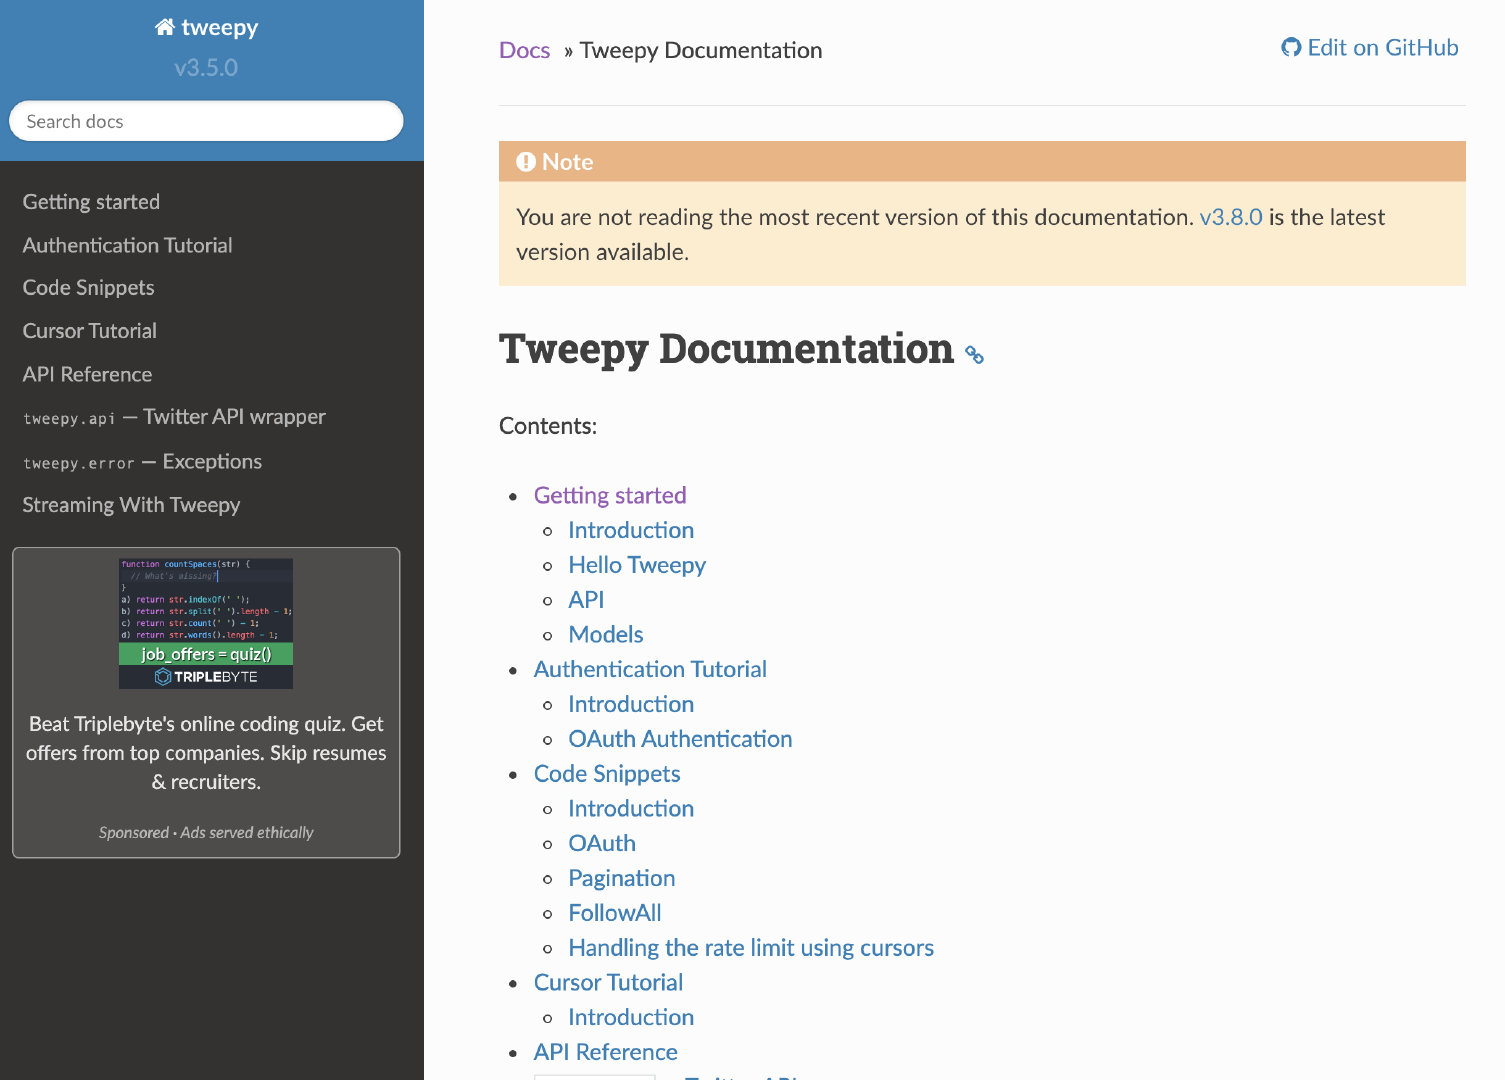 tweepy
v3.5.0
Search docs
Getting started
Authentication Tutorial
Code Snippets
Cursor Tutorial
API Reference
tweepy.api — Twitter API wrapper
tweepy.error — Exceptions
Streaming With Tweepy
function countSpaces(str) {
// What's missing?
}
a) return str.indexOf(' ');
b) return str.split(' ').length - 1;
c) return str.count(' ') - 1;
d) return str.words().length - 1;
job_offers = quiz()
TRIPLEBYTE
Beat Triplebyte's online coding quiz. Get
offers from top companies. Skip resumes
& recruiters.
Sponsored · Ads served ethically
Docs » Tweepy Documentation
Edit on GitHub
Note
You are not reading the most recent version of this documentation. v3.8.0 is the latest
version available.
Tweepy Documentation
Contents:
• Getting started
◦ Introduction
◦ Hello Tweepy
◦ API
◦ Models
• Authentication Tutorial
◦ Introduction
◦ OAuth Authentication
• Code Snippets
◦ Introduction
◦ OAuth
◦ Pagination
◦ FollowAll
◦ Handling the rate limit using cursors
• Cursor Tutorial
◦ Introduction
• API Reference